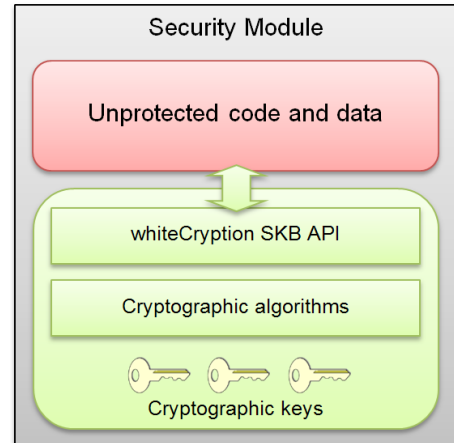 Security Module
Unprotected code and data
whiteCryption SKB API
Cryptographic algorithms
Cryptographic keys